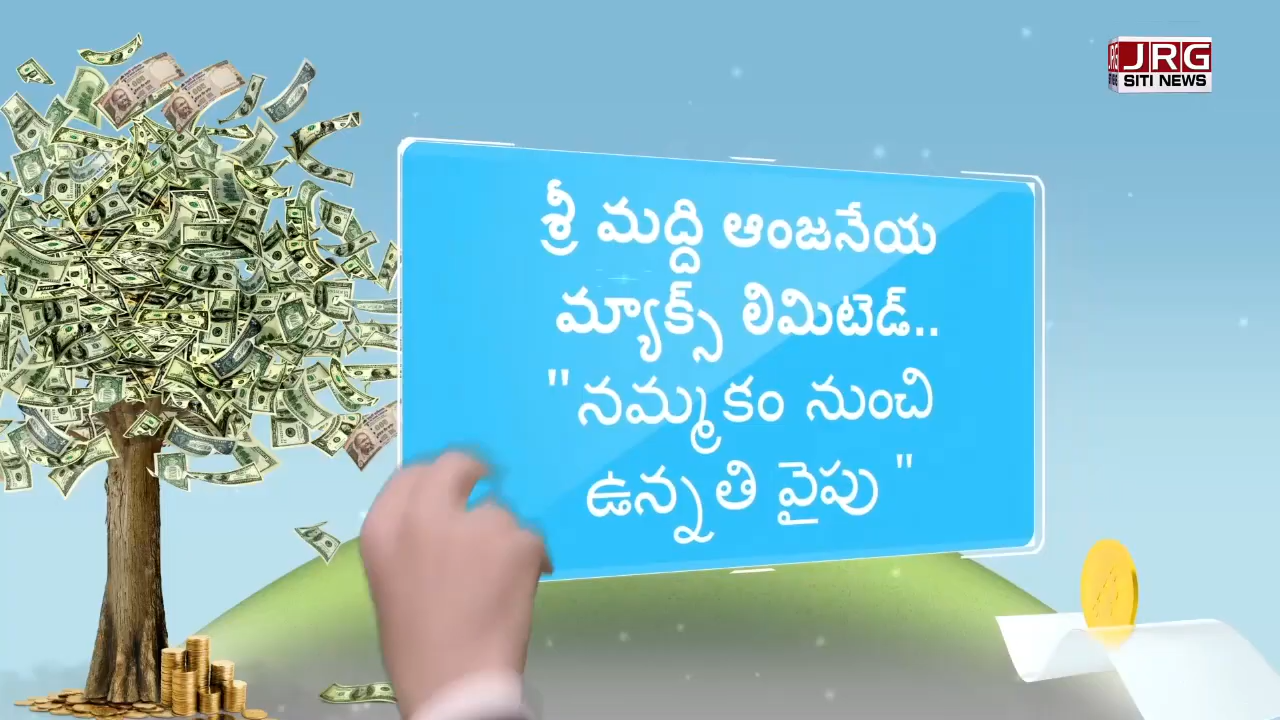 JRG
SITI NEWS
శ్రీ మద్ది ఆంజనేయ
మ్యాక్స్ లిమిటెడ్..
"నమ్మకం నుంచి
ఉన్నతి వైపు "